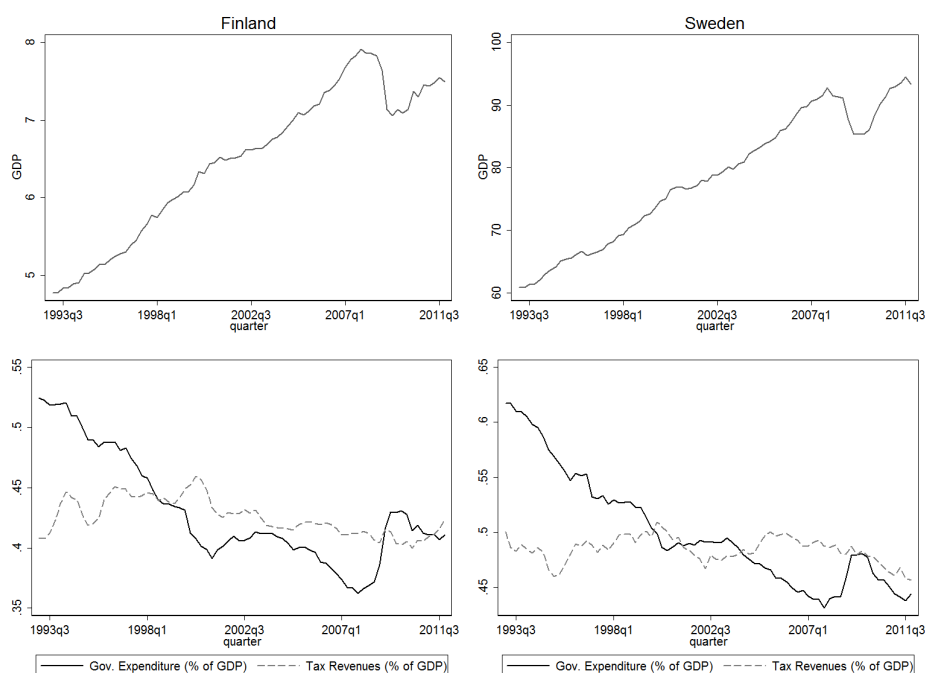 Finland
8
7
6
5
GDP
1993q3 1998q1 2002q3 2007q1 2011q3
quarter
Sweden
100
90
80
70
60
GDP
1993q3 1998q1 2002q3 2007q1 2011q3
quarter
.55
.5
.45
.4
.35
1993q3 1998q1 2002q3 2007q1 2011q3
quarter
Gov. Expenditure (% of GDP) Tax Revenues (% of GDP)
.65
.6
.55
.5
.45
1993q3 1998q1 2002q3 2007q1 2011q3
quarter
Gov. Expenditure (% of GDP) Tax Revenues (% of GDP)